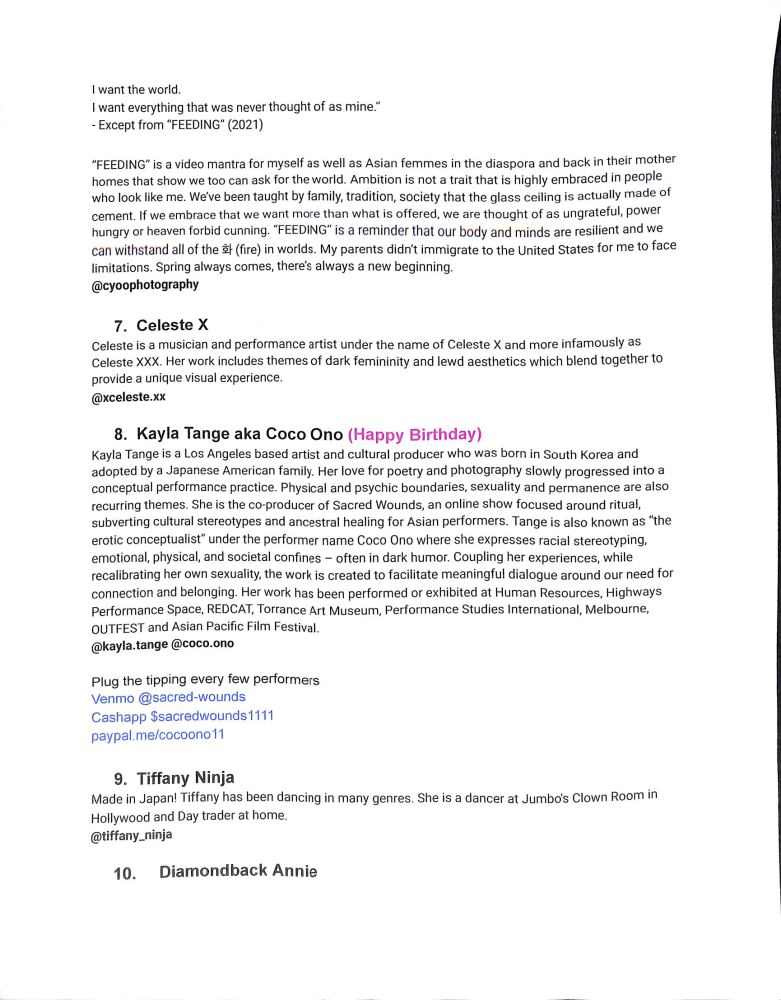 I want the world.
I want everything that was never thought of as mine.”
- Except from “FEEDING” (2021)
“FEEDING” is a video mantra for myself as well as Asian femmes in the diaspora and back in their mother
homes that show we too can ask for the world. Ambition is not a trait that is highly embraced in people
who look like me. We’ve been taught by family, tradition, society that the glass ceiling is actually made of
cement. If we embrace that we want more than what is offered, we are thought of as ungrateful, power
hungry or heaven forbid cunning. “FEEDING” is a reminder that our body and minds are resilient and we
can withstand all of the 화 (fire) in worlds. My parents didn’t immigrate to the United States for me to face
limitations. Spring always comes, there’s always a new beginning.
@cyoophotography
7. Celeste X
Celeste is a musician and performance artist under the name of Celeste X and more infamously as
Celeste XXX. Her work includes themes of dark femininity and lewd aesthetics which blend together to
provide a unique visual experience.
@xceleste.xx
8. Kayla Tange aka Coco Ono (Happy Birthday)
Kayla Tange is a Los Angeles based artist and cultural producer who was born in South Korea and
adopted by a Japanese American family. Her love for poetry and photography slowly progressed into a
conceptual performance practice. Physical and psychic boundaries, sexuality and permanence are also
recurring themes. She is the co-producer of Sacred Wounds, an online show focused around ritual,
subverting cultural stereotypes and ancestral healing for Asian performers. Tange is also known as “the
erotic conceptualist” under the performer name Coco Ono where she expresses racial stereotyping,
emotional, physical, and societal confines – often in dark humor. Coupling her experiences, while
recalibrating her own sexuality, the work is created to facilitate meaningful dialogue around our need for
connection and belonging. Her work has been performed or exhibited at Human Resources, Highways
Performance Space, REDCAT, Torrance Art Museum, Performance Studies International, Melbourne,
OUTFEST and Asian Pacific Film Festival.
@kayla.tange @coco.ono
Plug the tipping every few performers
Venmo @sacred-wounds
Cashapp $sacredwounds1111
paypal.me/cocoono11
9. Tiffany Ninja
Made in Japan! Tiffany has been dancing in many genres. She is a dancer at Jumbo's Clown Room in
Hollywood and Day trader at home.
@tiffany_ninja
10. Diamondback Annie